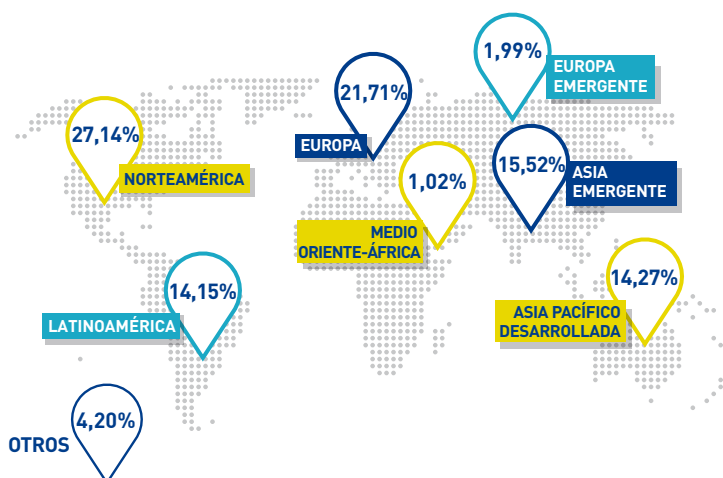 1,99%
EUROPA
EMERGENTE
21,71%
EUROPA
27,14%
NORTEAMÉRICA
15,52%
ASIA
EMERGENTE
1,02%
MEDIO
ORIENTE-ÁFRICA
14,15%
LATINOAMÉRICA
14,27%
ASIA PACÍFICO
DESARROLLADA
4,20%
OTROS